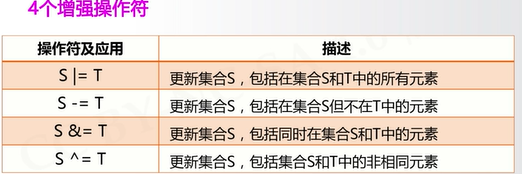 4个增强操作符
操作符及应用 描述
S |= T 更新集合S，包括在集合S和T中的所有元素
S -= T 更新集合S，包括在集合S但不在T中的元素
S &= T 更新集合S，包括同时在集合S和T中的元素
S ^= T 更新集合S，包括集合S和T中的非相同元素